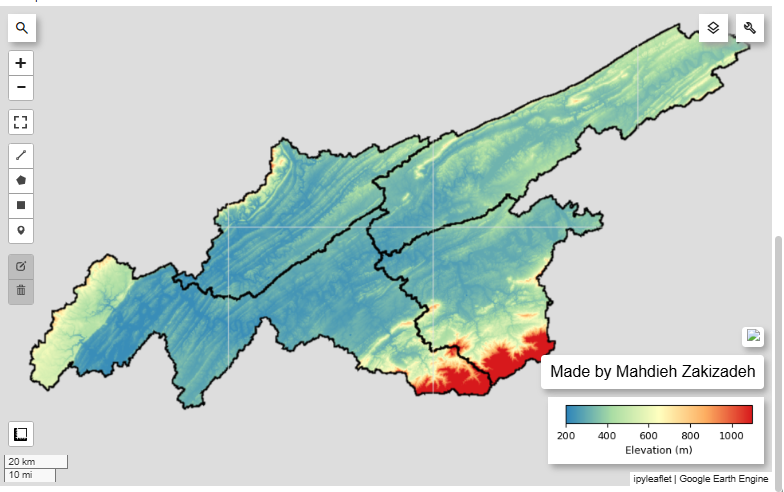 +
−
Made by Mahdieh Zakizadeh
200 400 600 800 1000
Elevation (m)
20 km
10 mi
ipyleaflet | Google Earth Engine